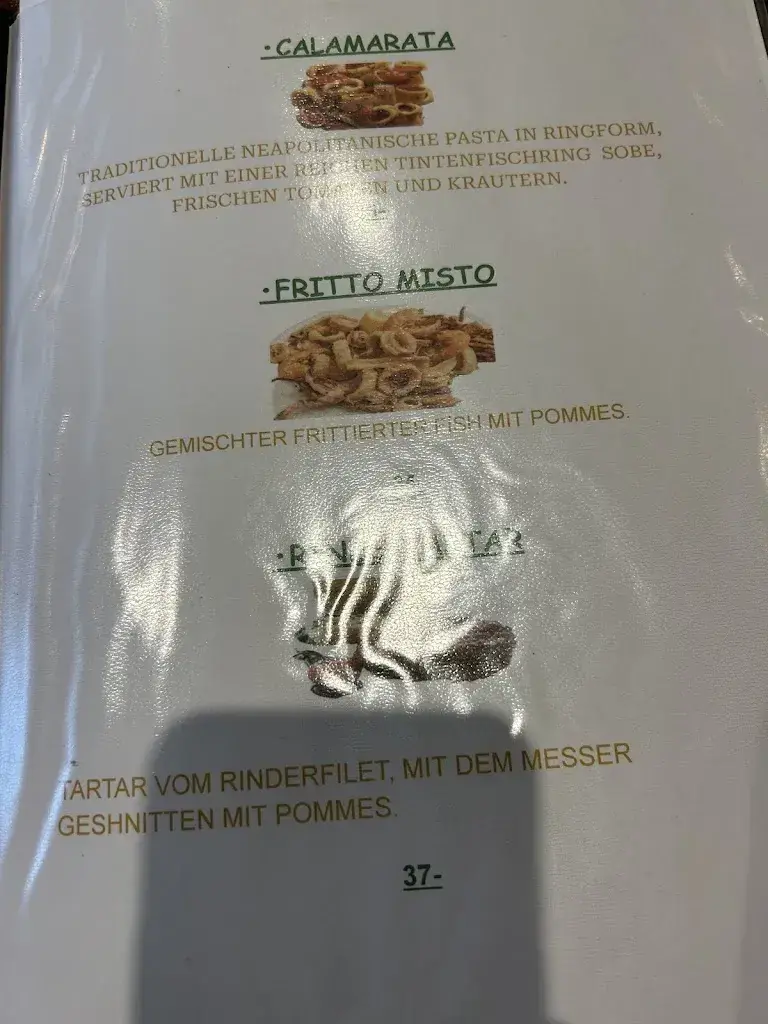 ·CALAMARATA
TRADITIONELLE NEAPOLITANISCHE PASTA IN RINGFORM,
SERVIERT MIT EINER TINTENFISCHRING SOBE,
FRISCHEN UND KRAUTERN.
·FRITTO MISTO
GEMISCHTER FRITTIERTER FISH MIT POMMES.
TARTAR VOM RINDERFILET, MIT DEM MESSER
GESHNITTEN MIT POMMES.
37-